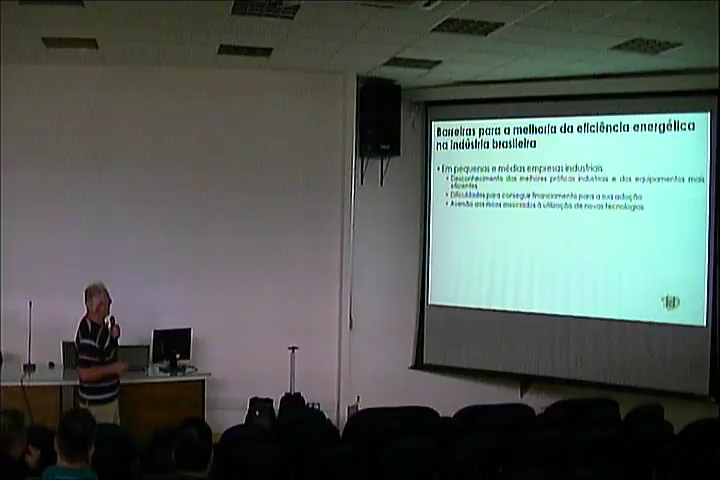 Barreiras para a melhoria da eficiência energética
na indústria brasileira
• Em pequenas e médias empresas industriais
• Desconhecimento das melhores práticas industriais e dos equipamentos mais
eficientes
• Dificuldades para conseguir financiamento para a sua adoção
• Aversão aos riscos associados à utilização de novas tecnologias